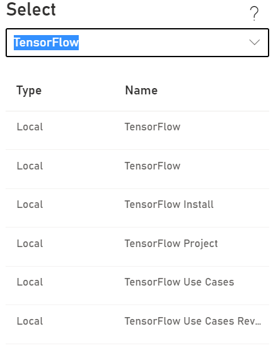 Select ?
TensorFlow
Type Name
Local TensorFlow
Local TensorFlow
Local TensorFlow Install
Local TensorFlow Project
Local TensorFlow Use Cases
Local TensorFlow Use Cases Rev...